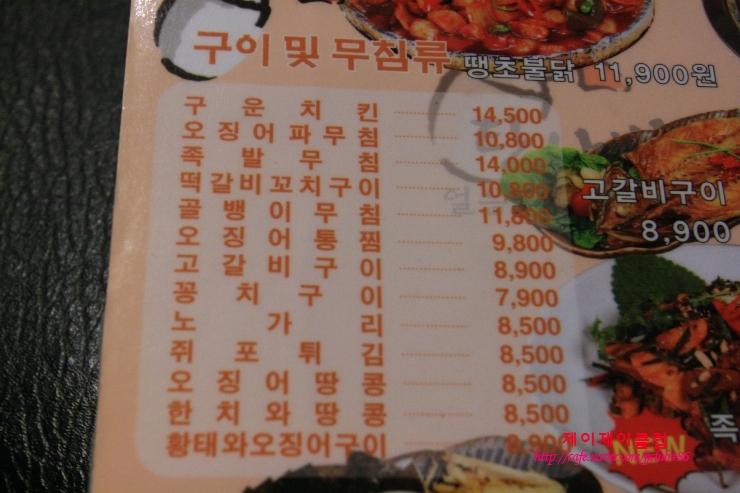 구이 및 무침류
땡초불닭 11,900원
구운치킨 14,500
오징어파무침 10,800
족발무침 14,000
떡갈비꼬치구이 10,800
골뱅이무침 11,800
오징어통찜 9,800
고갈비구이 8,900
꽁치구이 7,900
노가리 8,500
쥐포튀김 8,500
오징어땅콩 8,500
한치와땅콩 8,500
황태와오징어구이 8,900
고갈비구이
8,900
족
NEW
제이제이클럽